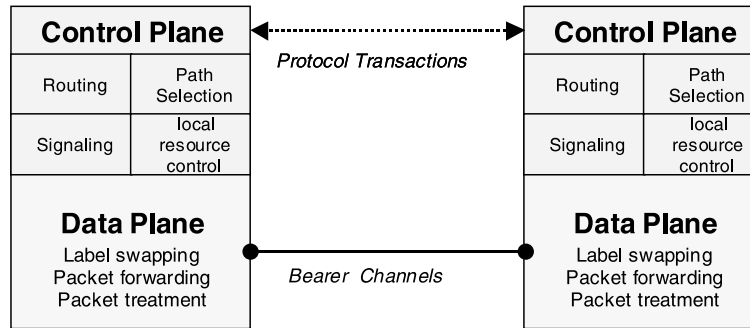 Control Plane
Routing
Path
Selection
Signaling
local
resource
control
Data Plane
Label swapping
Packet forwarding
Packet treatment
Protocol Transactions
Bearer Channels
Control Plane
Routing
Path
Selection
Signaling
local
resource
control
Data Plane
Label swapping
Packet forwarding
Packet treatment